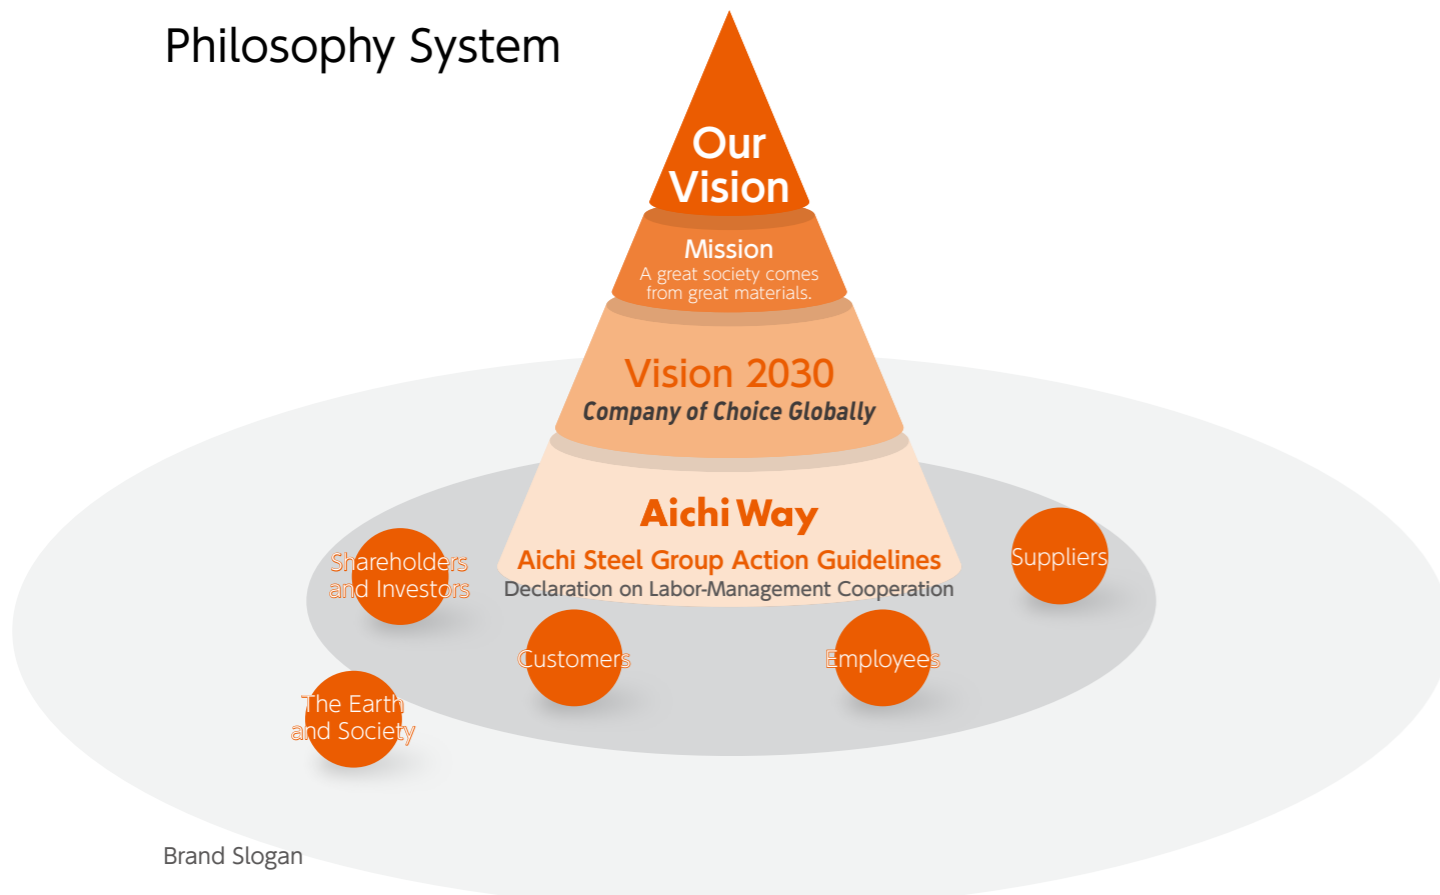 Philosophy System
Our
Vision
Mission
A great society comes
from great materials.
Vision 2030
Company of Choice Globally
Aichi Way
Aichi Steel Group Action Guidelines
Declaration on Labor-Management Cooperation
Shareholders
and Investors
Suppliers
Customers
Employees
The Earth
and Society
Brand Slogan